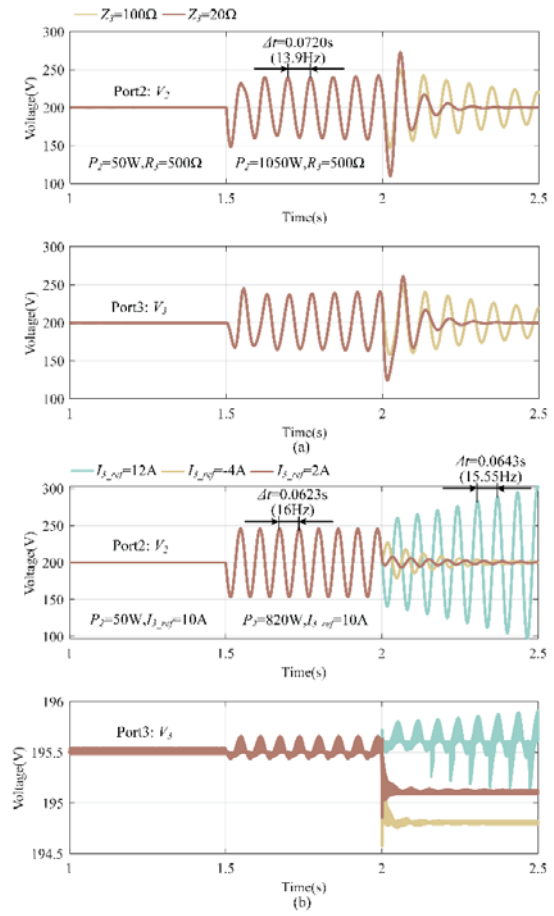 Z₃=100Ω Z₃=20Ω
300
Δt=0.0720s
(13.9Hz)
250
Port2: V₂
Voltage(V)
200
150
P₂=50W,R₃=500Ω P₂=1050W,R₃=500Ω
100
1 1.5 2 2.5
Time(s)
300
250
Port3: V₃
Voltage(V)
200
150
100
1 1.5 2 2.5
Time(s)
(a)
I₃_ref=12A I₃_ref=-4A I₃_ref=2A
Δt=0.0643s
(15.55Hz)
300
Δt=0.0623s
(16Hz)
250
Port2: V₂
Voltage(V)
200
150
P₂=50W,I₃_ref=10A P₂=820W,I₃_ref=10A
100
1 1.5 2 2.5
Time(s)
196
Port3: V₃
195.5
Voltage(V)
195
194.5
1 1.5 2 2.5
Time(s)
(b)